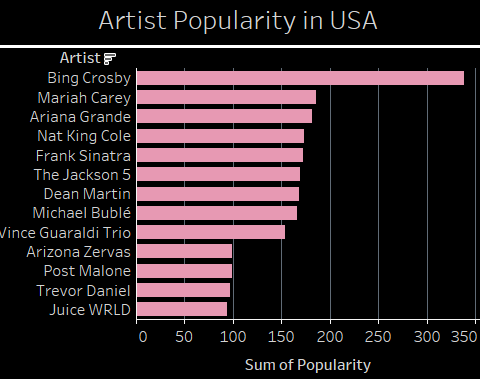 Artist Popularity in USA
Artist
Bing Crosby
Mariah Carey
Ariana Grande
Nat King Cole
Frank Sinatra
The Jackson 5
Dean Martin
Michael Bublé
Vince Guaraldi Trio
Arizona Zervas
Post Malone
Trevor Daniel
Juice WRLD
0 50 100 150 200 250 300 350
Sum of Popularity